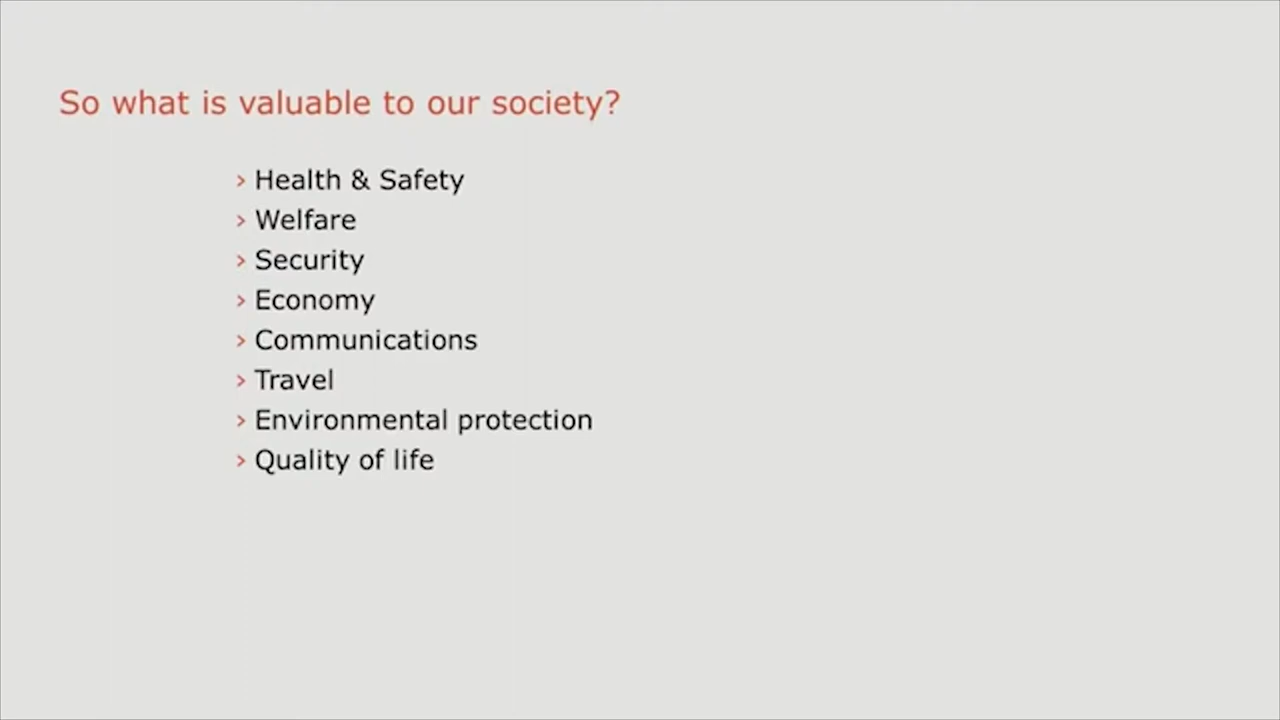 So what is valuable to our society?
› Health & Safety
› Welfare
› Security
› Economy
› Communications
› Travel
› Environmental protection
› Quality of life